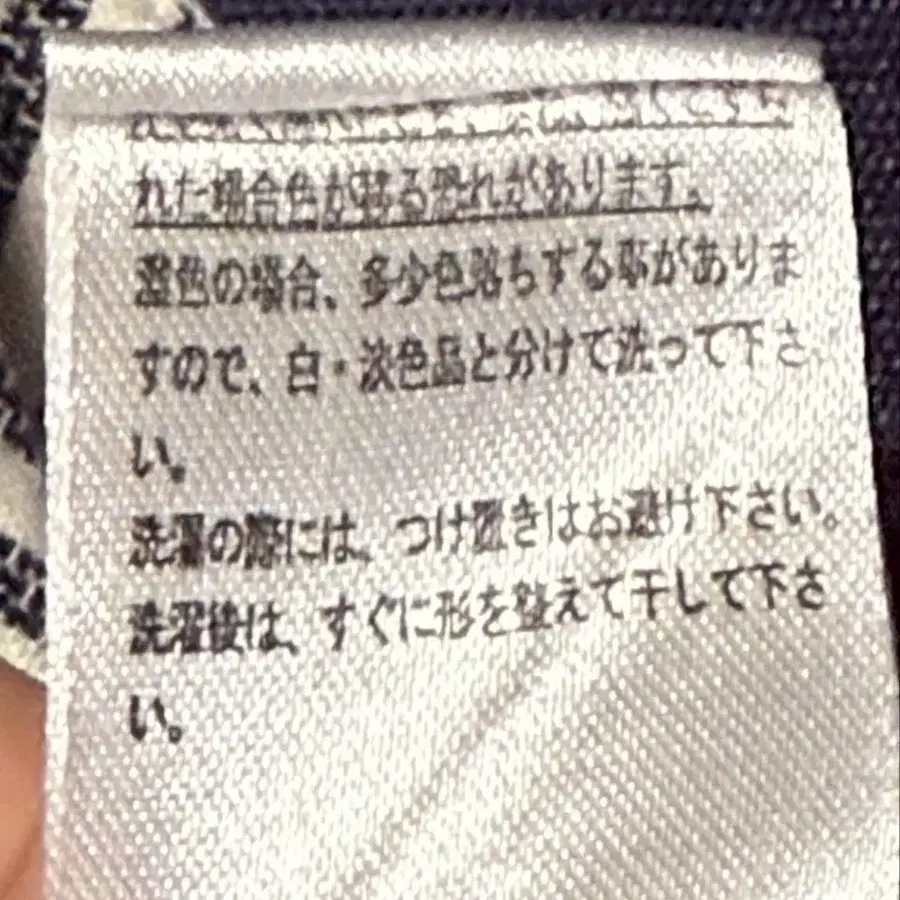 れた場合色が移る恐れがあります。
濃色の場合、多少色落ちする事がありま
すので、白・淡色品と分けて洗って下さ
い。
洗濯の際には、つけ置きはお避け下さい。
洗濯後は、すぐに形を整えて干して下さ
い。